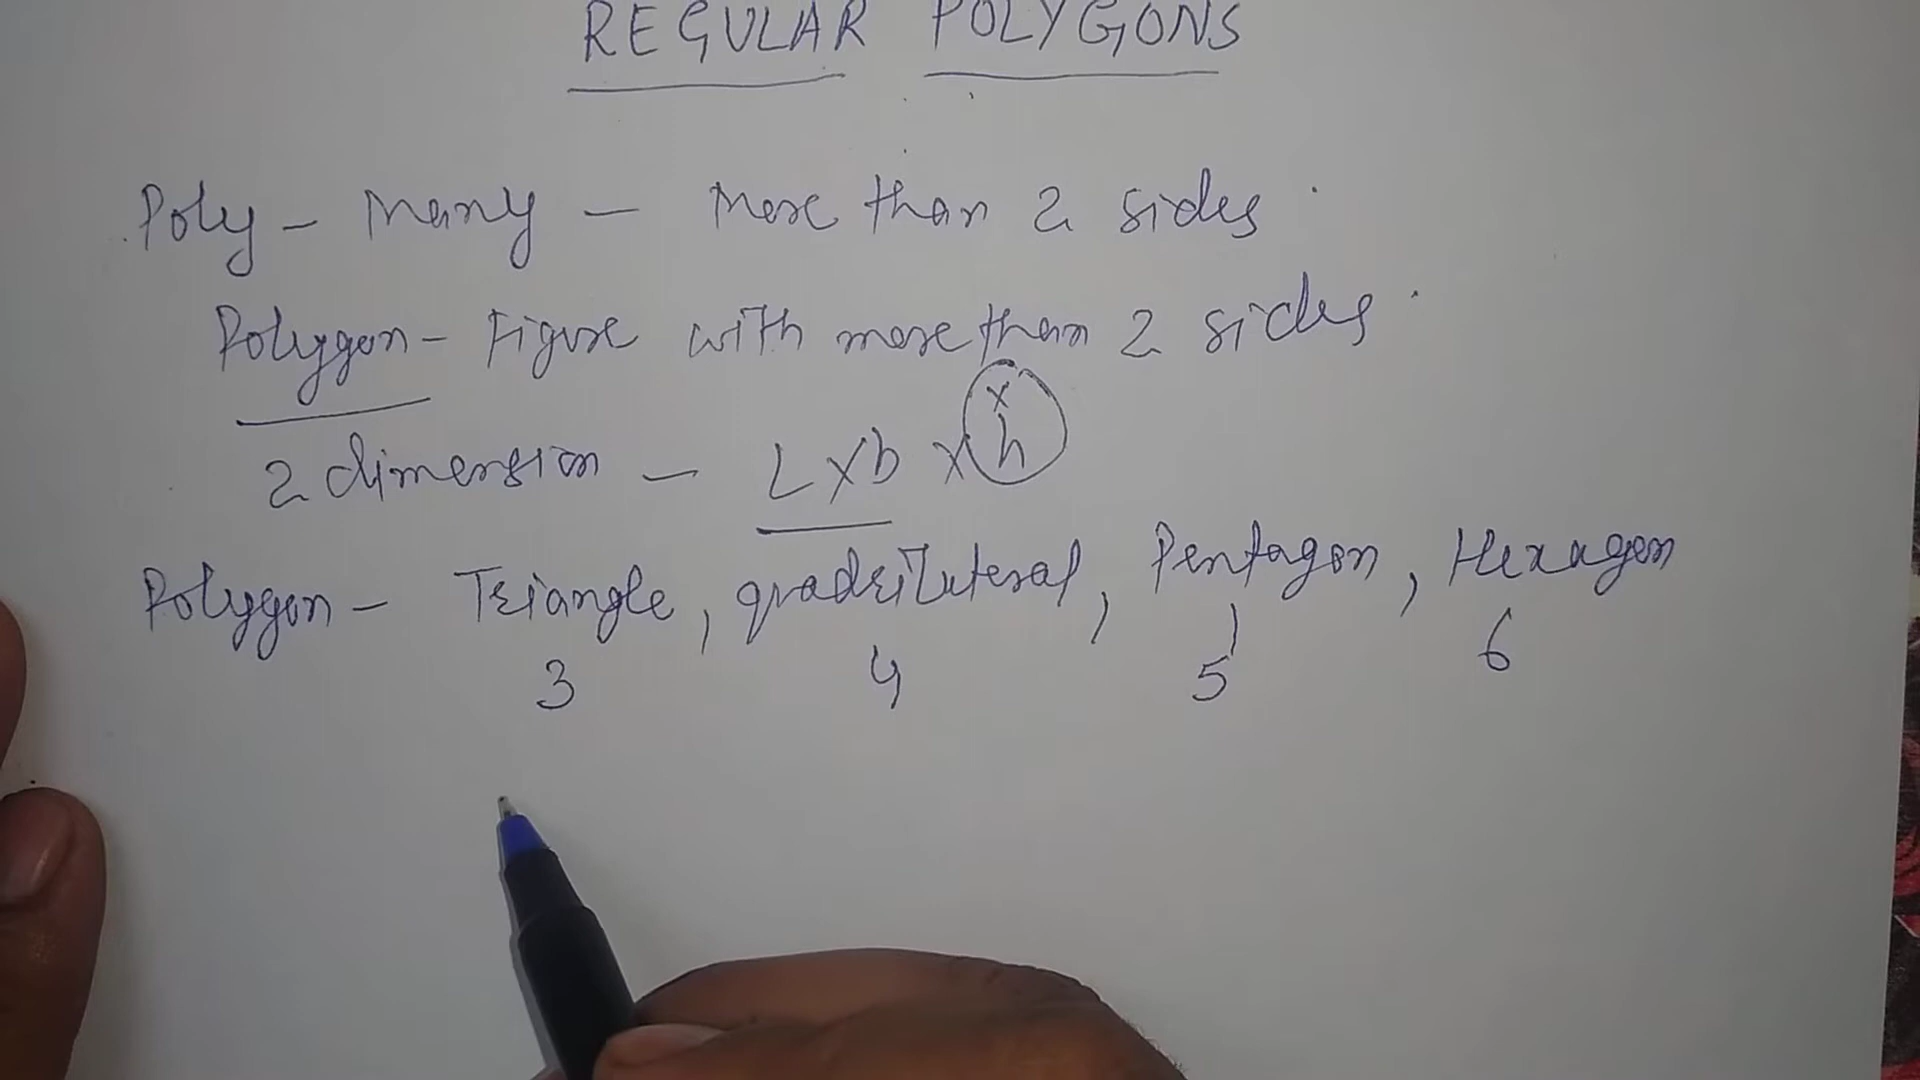 REGULAR POLYGONS
Poly - Many - More than 2 sides.
Polygon - Figure with more than 2 sides.
x
2 dimension - L x b x h
Polygon - Triangle, quadrilateral, Pentagon, Hexagon
3 4 5 6